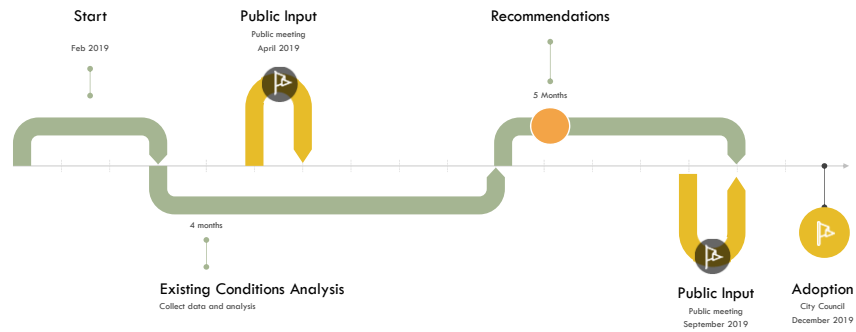 Start
Feb 2019
Public Input
Public meeting
April 2019
Recommendations
5 Months
4 months
Existing Conditions Analysis
Collect data and analysis
Public Input
Public meeting
September 2019
Adoption
City Council
December 2019